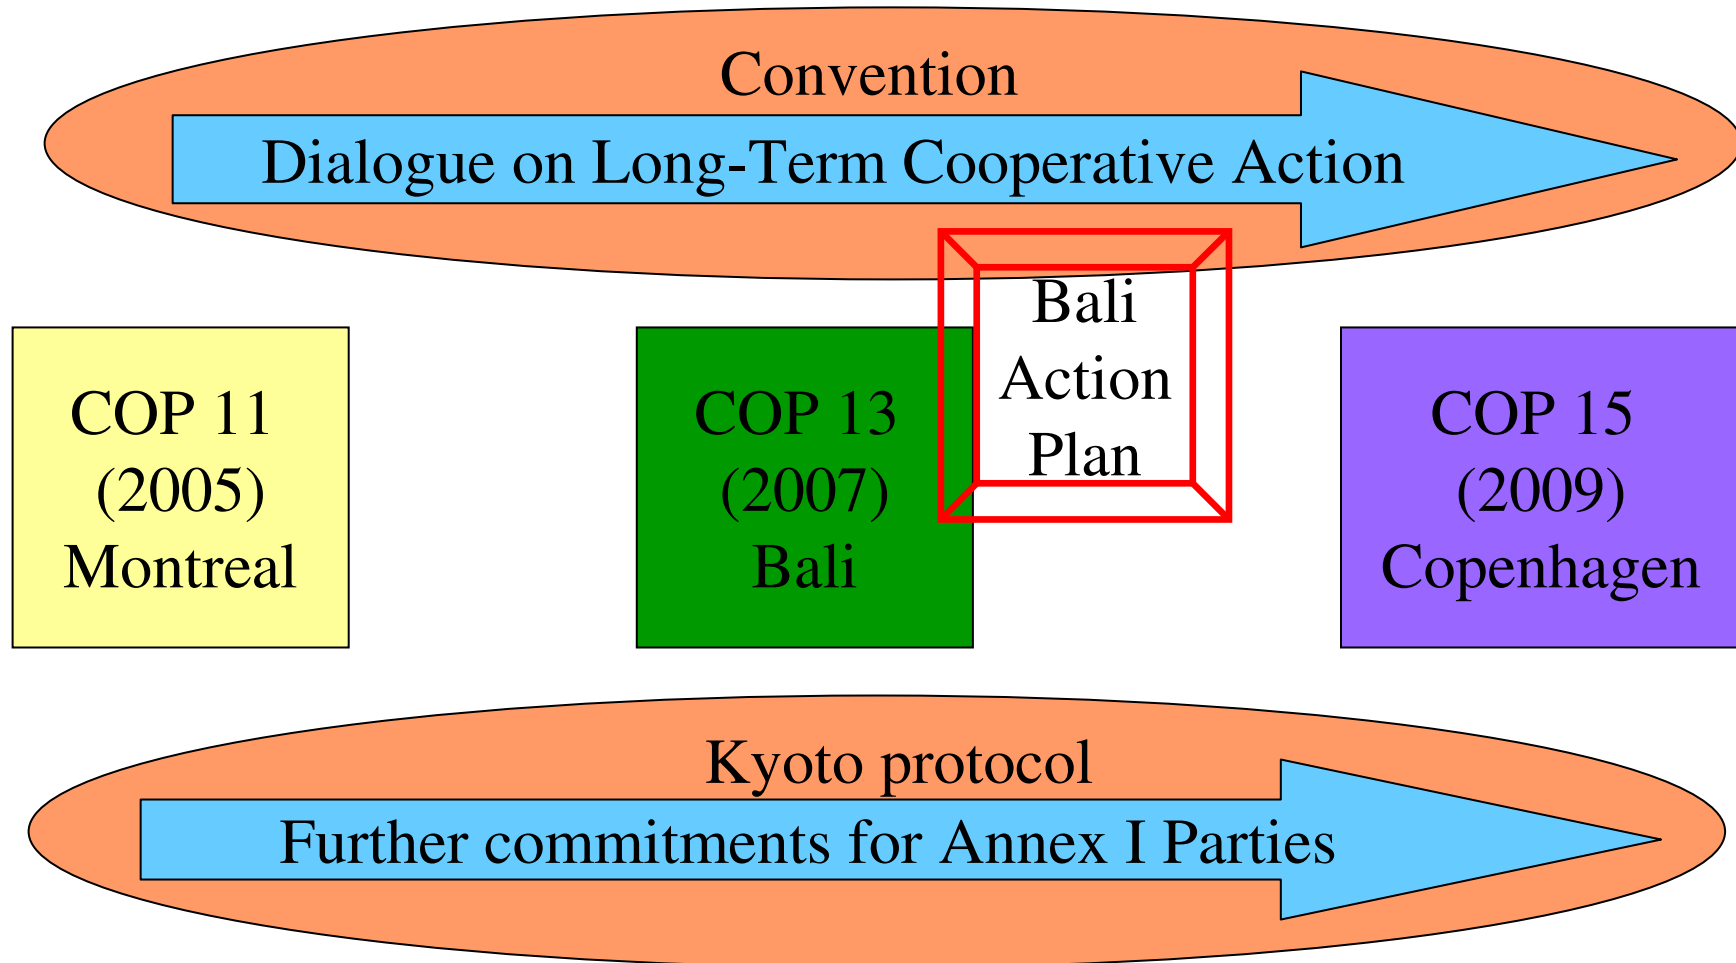 Convention
Dialogue on Long-Term Cooperative Action
COP 11
(2005)
Montreal
COP 13
(2007)
Bali
Bali
Action
Plan
COP 15
(2009)
Copenhagen
Kyoto protocol
Further commitments for Annex I Parties